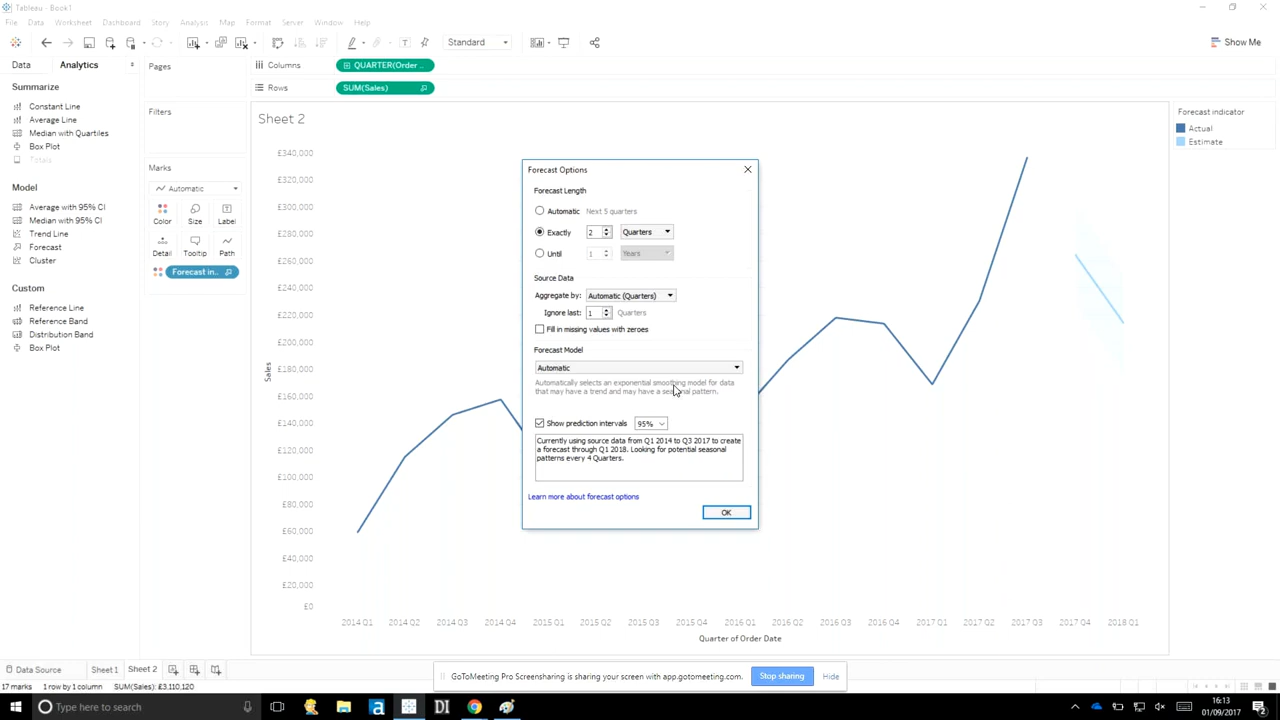 Tableau - Book1
File Data Worksheet Dashboard Story Analysis Map Format Server Window Help
Standard
Show Me
Data Analytics
Summarize
Constant Line
Average Line
Median with Quartiles
Box Plot
Totals
Model
Average with 95% CI
Median with 95% CI
Trend Line
Forecast
Cluster
Custom
Reference Line
Reference Band
Distribution Band
Box Plot
Pages
Filters
Marks
Automatic
Color Size Label
Detail Tooltip Path
Forecast in..
Columns QUARTER(Order ..
Rows SUM(Sales)
Sheet 2
£340,000
£320,000
£300,000
£280,000
£260,000
£240,000
£220,000
£200,000
£180,000
£160,000
£140,000
£120,000
£100,000
£80,000
£60,000
£40,000
£20,000
£0
Sales
2014 Q1 2014 Q2 2014 Q3 2014 Q4 2015 Q1 2015 Q2 2015 Q3 2015 Q4 2016 Q1 2016 Q2 2016 Q3 2016 Q4 2017 Q1 2017 Q2 2017 Q3 2017 Q4 2018 Q1
Quarter of Order Date
Forecast indicator
Actual
Estimate
Forecast Options
Forecast Length
Automatic Next 5 quarters
Exactly 2 Quarters
Until 1 Years
Source Data
Aggregate by: Automatic (Quarters)
Ignore last: 1 Quarters
Fill in missing values with zeroes
Forecast Model
Automatic
Automatically selects an exponential smoothing model for data
that may have a trend and may have a seasonal pattern.
Show prediction intervals 95%
Currently using source data from Q1 2014 to Q3 2017 to create
a forecast through Q1 2018. Looking for potential seasonal
patterns every 4 Quarters.
Learn more about forecast options
OK
Data Source Sheet 1 Sheet 2
GoToMeeting Pro Screensharing is sharing your screen with app.gotomeeting.com. Stop sharing Hide
17 marks 1 row by 1 column SUM(Sales): £3,110,120
Type here to search
a
DI
16:13
01/09/2017
2